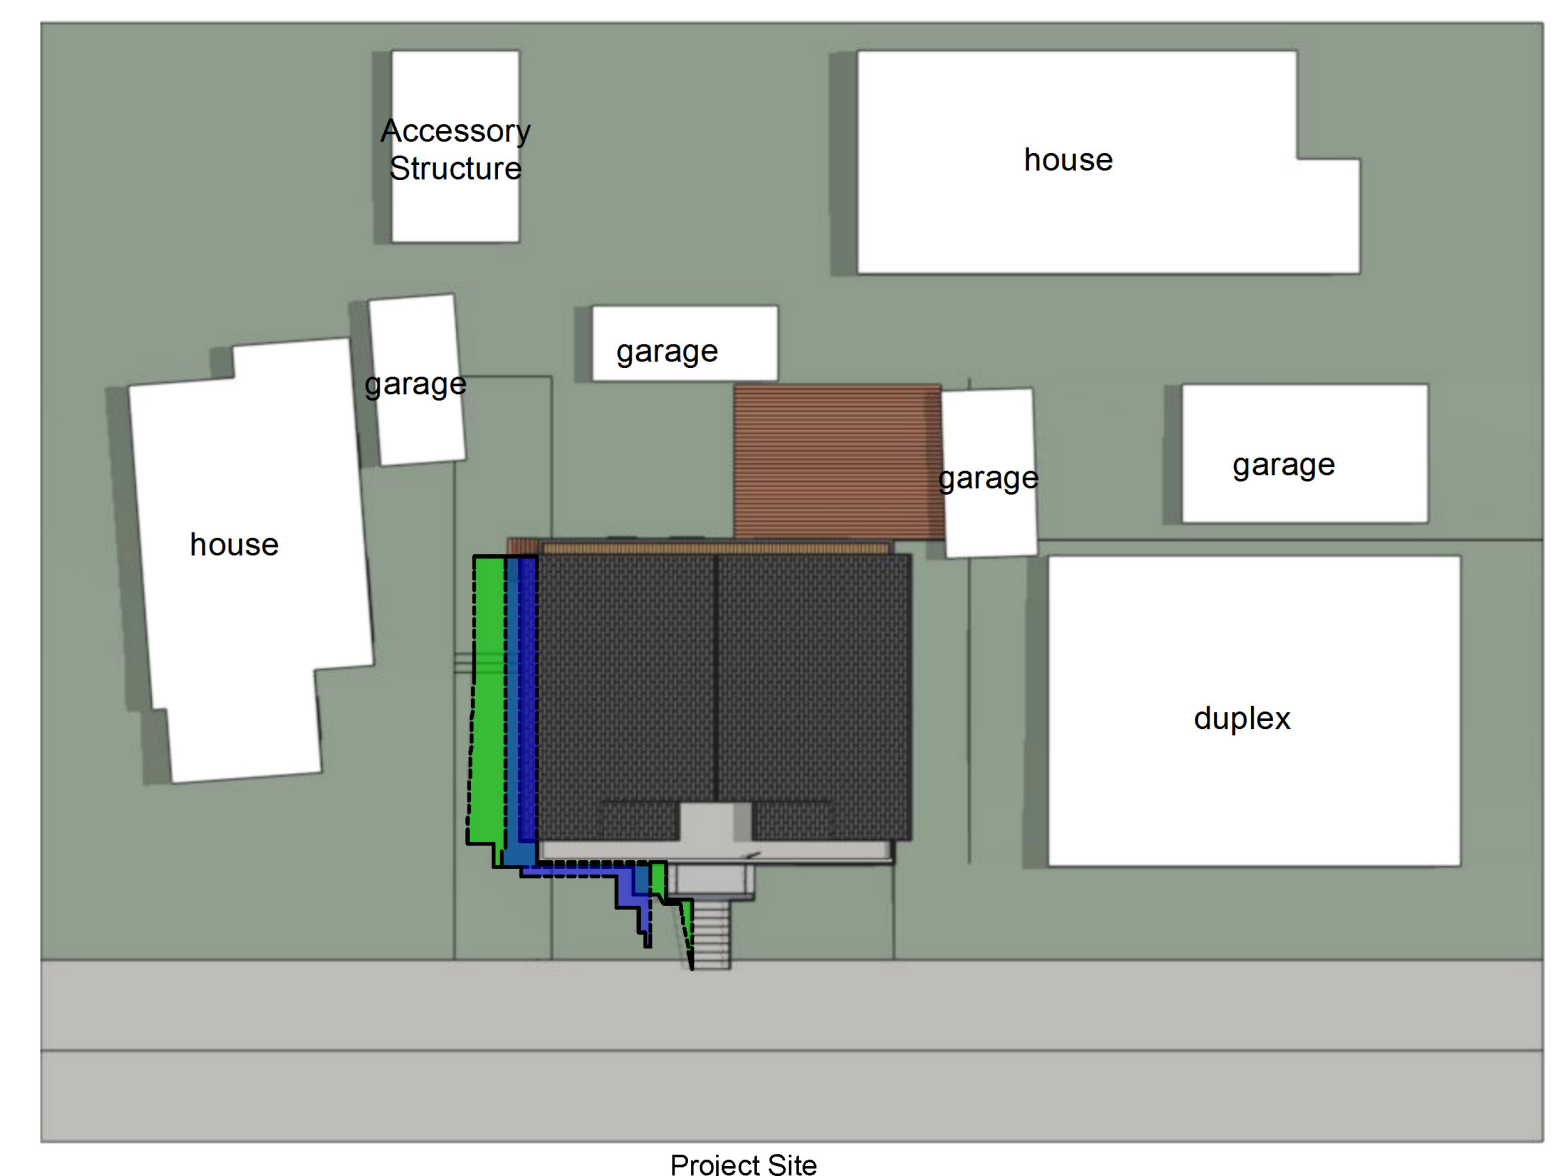 Accessory
Structure
house
garage
garage
garage
garage
house
duplex
Project Site